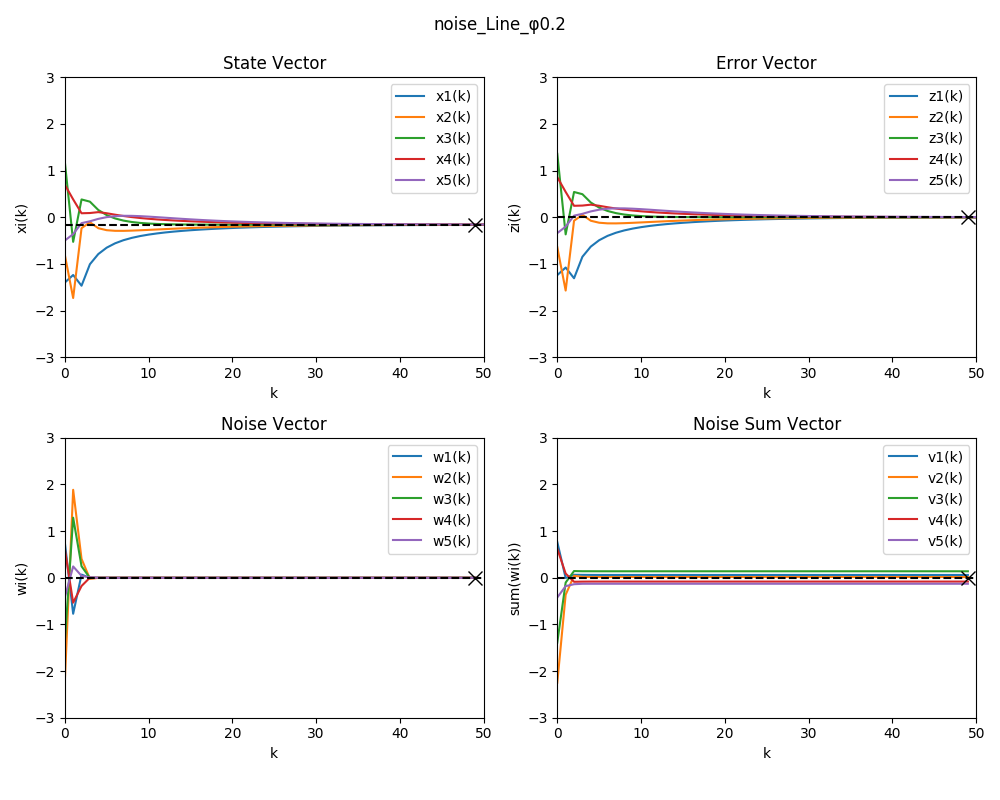 noise_Line_φ0.2
State Vector
xi(k)
3
2
1
0
−1
−2
−3
0
10
20
30
40
50
k
x1(k)
x2(k)
x3(k)
x4(k)
x5(k)
Error Vector
zi(k)
3
2
1
0
−1
−2
−3
0
10
20
30
40
50
k
z1(k)
z2(k)
z3(k)
z4(k)
z5(k)
Noise Vector
wi(k)
3
2
1
0
−1
−2
−3
0
10
20
30
40
50
k
w1(k)
w2(k)
w3(k)
w4(k)
w5(k)
Noise Sum Vector
sum(wi(k))
3
2
1
0
−1
−2
−3
0
10
20
30
40
50
k
v1(k)
v2(k)
v3(k)
v4(k)
v5(k)